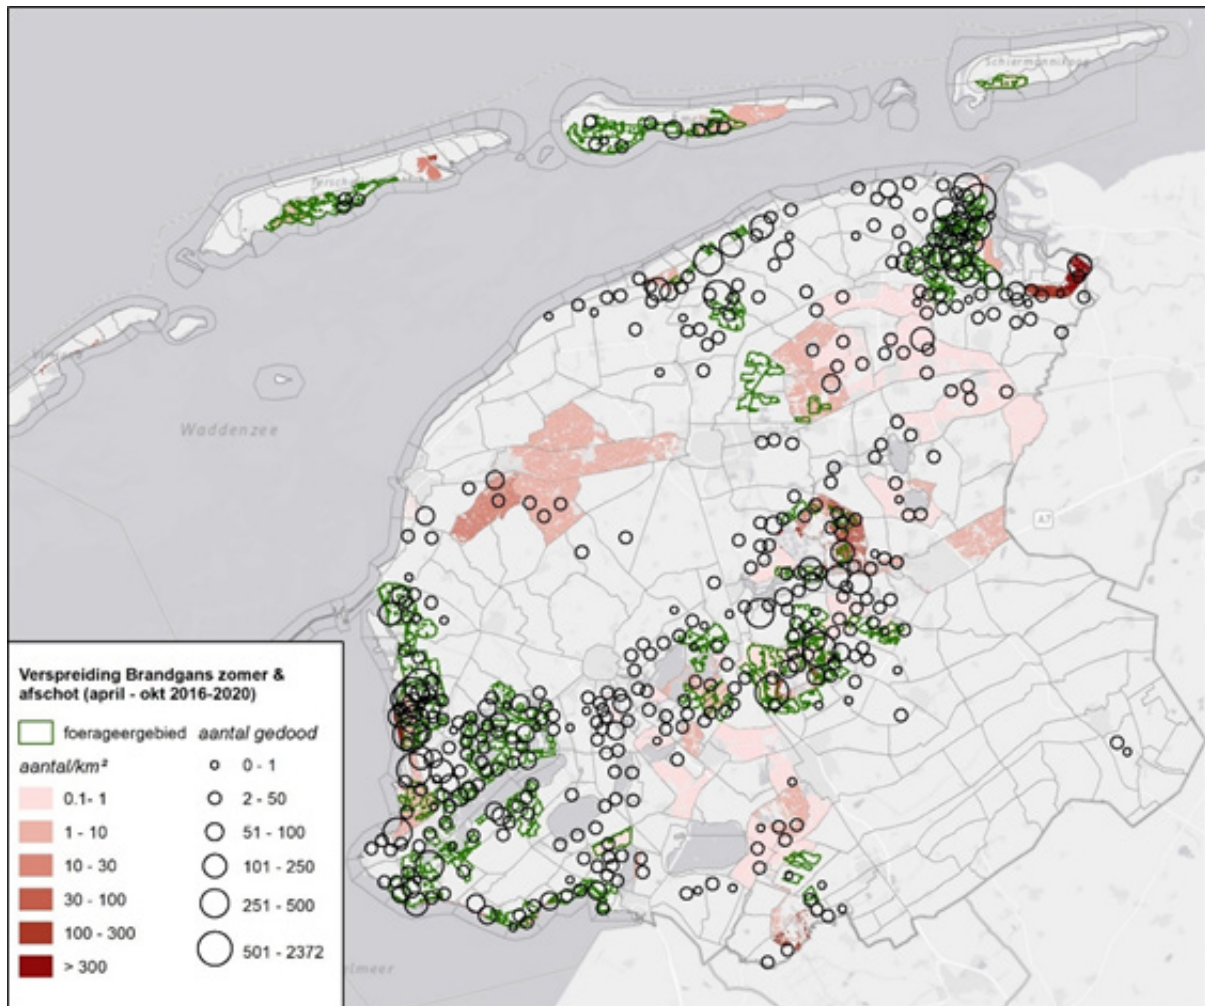 Schiermonnikoog
Waddenzee
A7
Verspreiding Brandgans zomer &
afschot (april - okt 2016-2020)
foerageergebied
aantal gedood
aantal/km²
0 - 1
0.1- 1
2 - 50
1 - 10
51 - 100
10 - 30
101 - 250
30 - 100
251 - 500
100 - 300
501 - 2372
> 300
elmeer